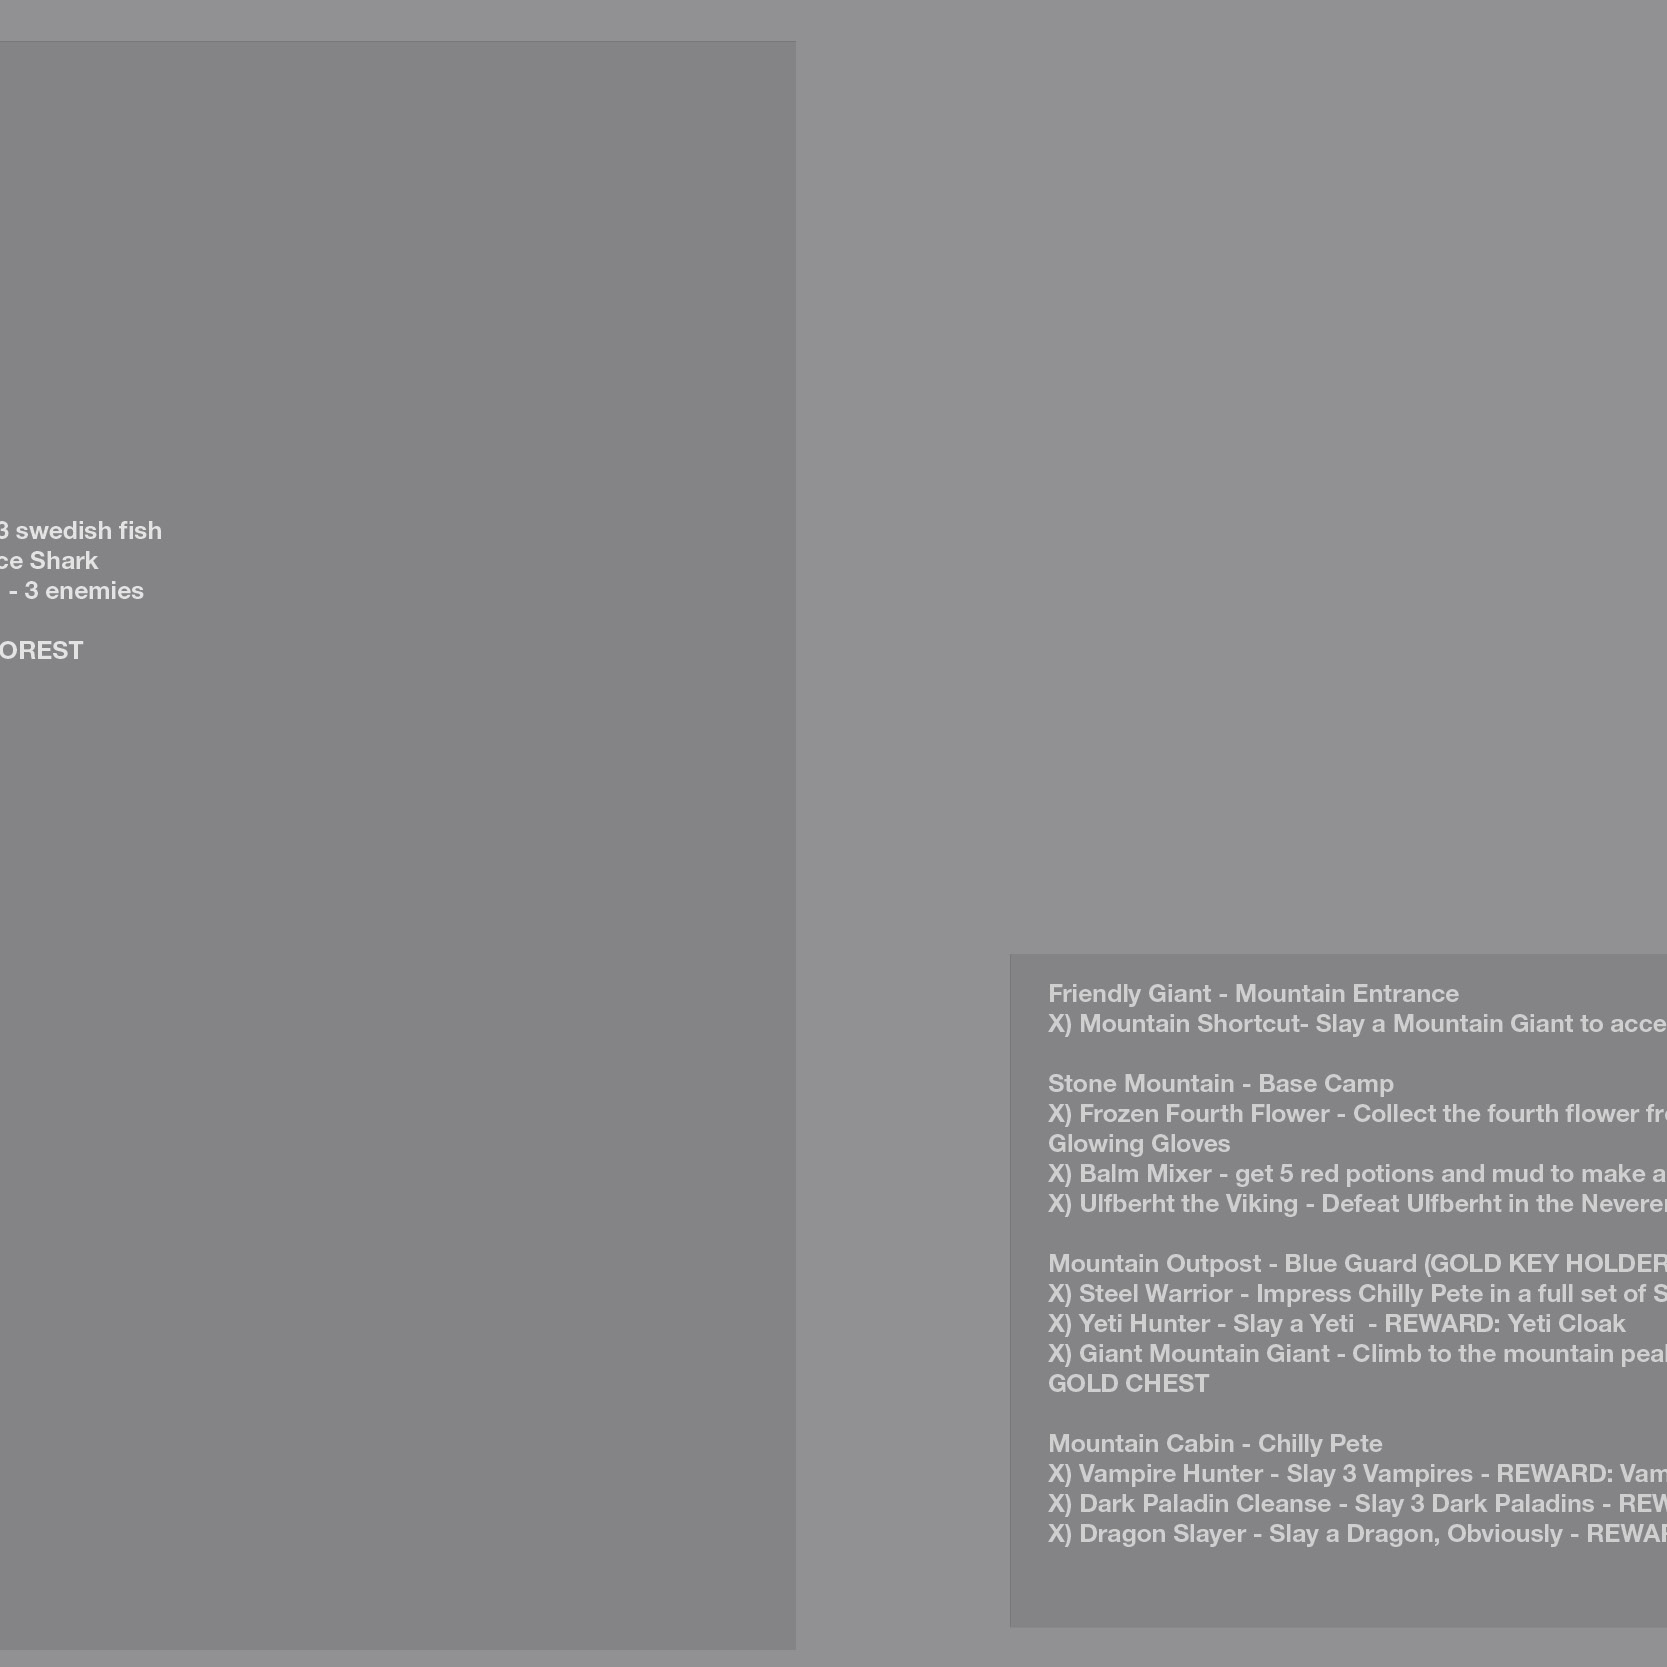 3 swedish fish
ce Shark
- 3 enemies
OREST
Friendly Giant - Mountain Entrance
X) Mountain Shortcut- Slay a Mountain Giant to acce
Stone Mountain - Base Camp
X) Frozen Fourth Flower - Collect the fourth flower fr
Glowing Gloves
X) Balm Mixer - get 5 red potions and mud to make a
X) Ulfberht the Viking - Defeat Ulfberht in the Never
Mountain Outpost - Blue Guard (GOLD KEY HOLDER
X) Steel Warrior - Impress Chilly Pete in a full set of S
X) Yeti Hunter - Slay a Yeti  - REWARD: Yeti Cloak
X) Giant Mountain Giant - Climb to the mountain pea
GOLD CHEST
Mountain Cabin - Chilly Pete
X) Vampire Hunter - Slay 3 Vampires - REWARD: Vam
X) Dark Paladin Cleanse - Slay 3 Dark Paladins - REW
X) Dragon Slayer - Slay a Dragon, Obviously - REWAR